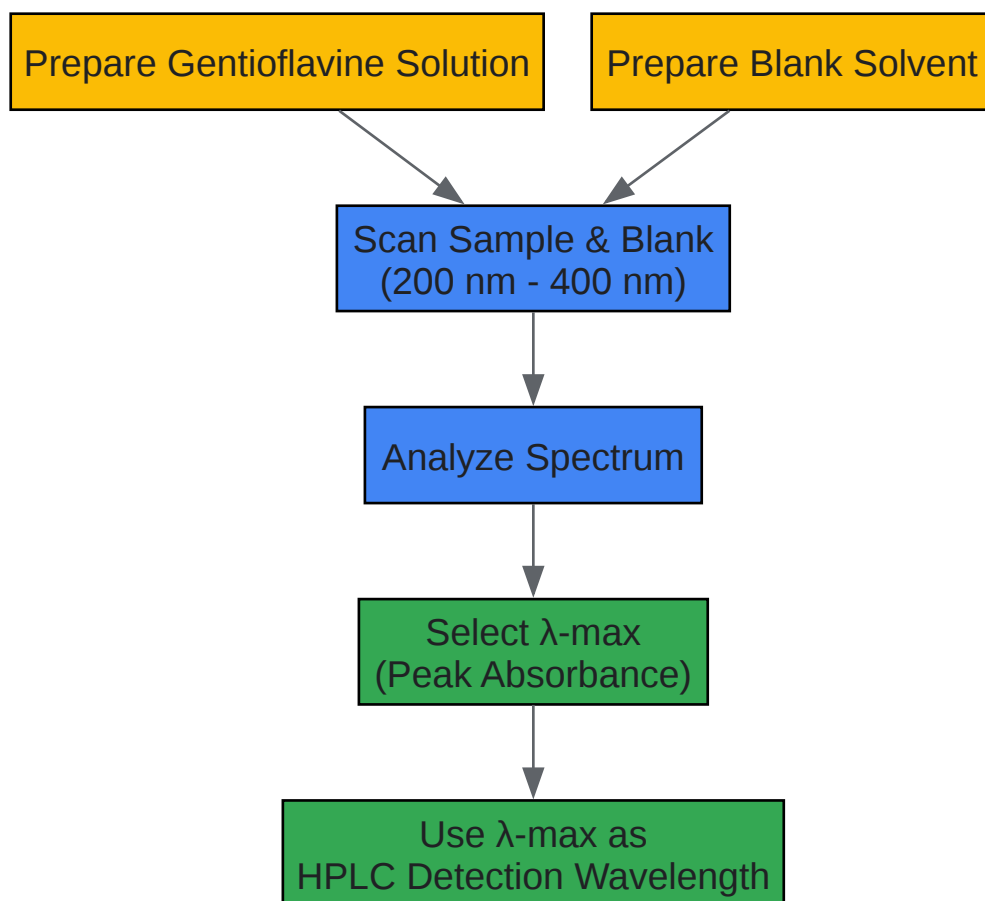 Prepare Gentioflavine Solution
Prepare Blank Solvent
Scan Sample & Blank
(200 nm - 400 nm)
Analyze Spectrum
Select λ-max
(Peak Absorbance)
Use λ-max as
HPLC Detection Wavelength